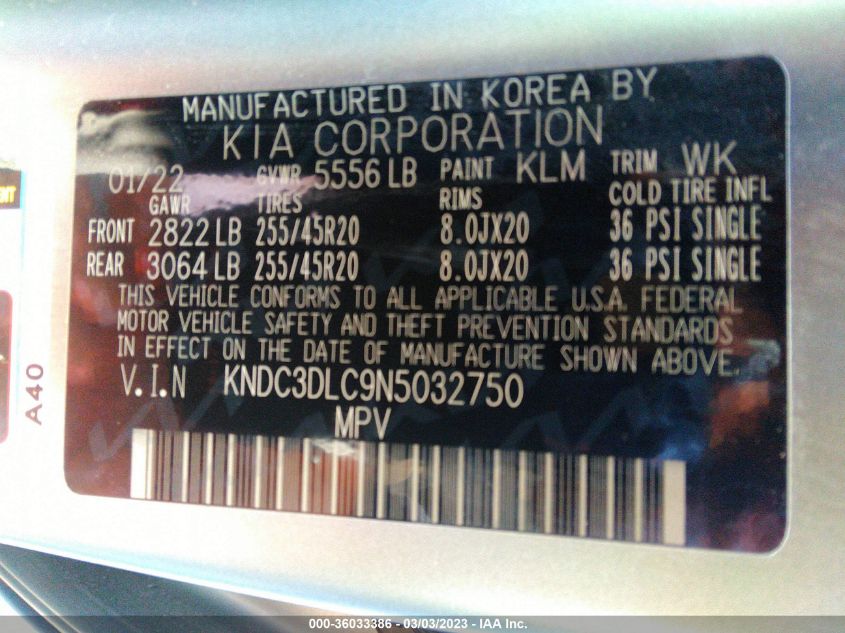 MANUFACTURED IN KOREA BY
KIA CORPORATION
01/22 GVWR 5556 LB PAINT KLM TRIM WK
GAWR TIRES RIMS COLD TIRE INFL
FRONT 2822 LB 255/45R20 8.0JX20 36 PSI SINGLE
REAR 3064 LB 255/45R20 8.0JX20 36 PSI SINGLE
THIS VEHICLE CONFORMS TO ALL APPLICABLE U.S.A. FEDERAL
MOTOR VEHICLE SAFETY AND THEFT PREVENTION STANDARDS
IN EFFECT ON THE DATE OF MANUFACTURE SHOWN ABOVE.
V.I.N KNDC3DLC9N5032750
MPV
A40
000-36033386 - 03/03/2023 - IAA Inc.